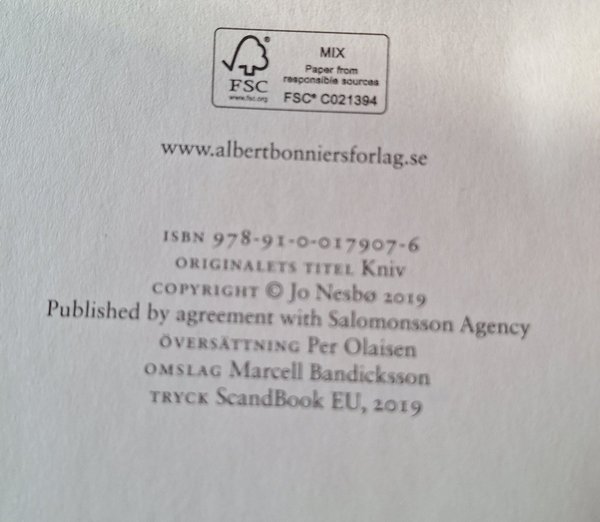 FSC®
www.fsc.org
MIX
Paper from
responsible sources
FSC® C021394
www.albertbonniersforlag.se
ISBN 978-91-0-017907-6
ORIGINALETS TITEL Kniv
COPYRIGHT © Jo Nesbø 2019
Published by agreement with Salomonsson Agency
ÖVERSÄTTNING Per Olaisen
OMSLAG Marcell Bandicksson
TRYCK ScandBook EU, 2019